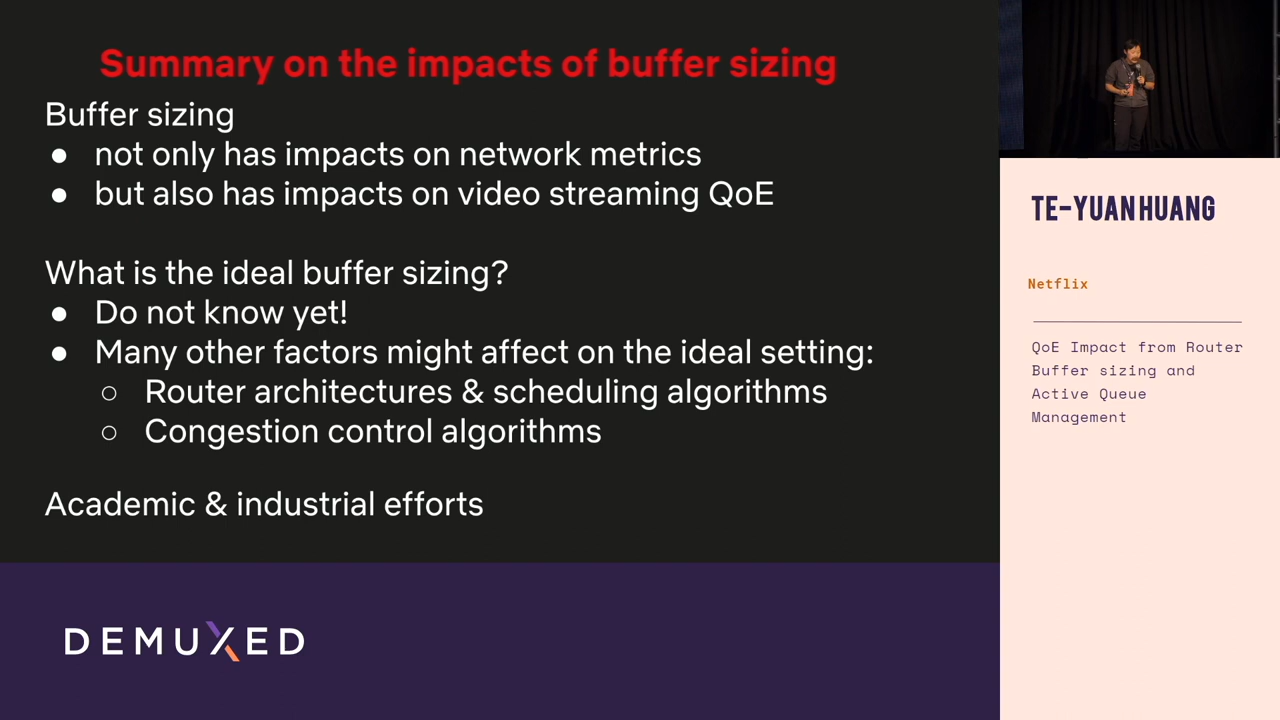 Summary on the impacts of buffer sizing
Buffer sizing
● not only has impacts on network metrics
● but also has impacts on video streaming QoE
What is the ideal buffer sizing?
● Do not know yet!
● Many other factors might affect on the ideal setting:
○ Router architectures & scheduling algorithms
○ Congestion control algorithms
Academic & industrial efforts
DEMUXED
TE-YUAN HUANG
Netflix
QoE Impact from Router
Buffer sizing and
Active Queue
Management